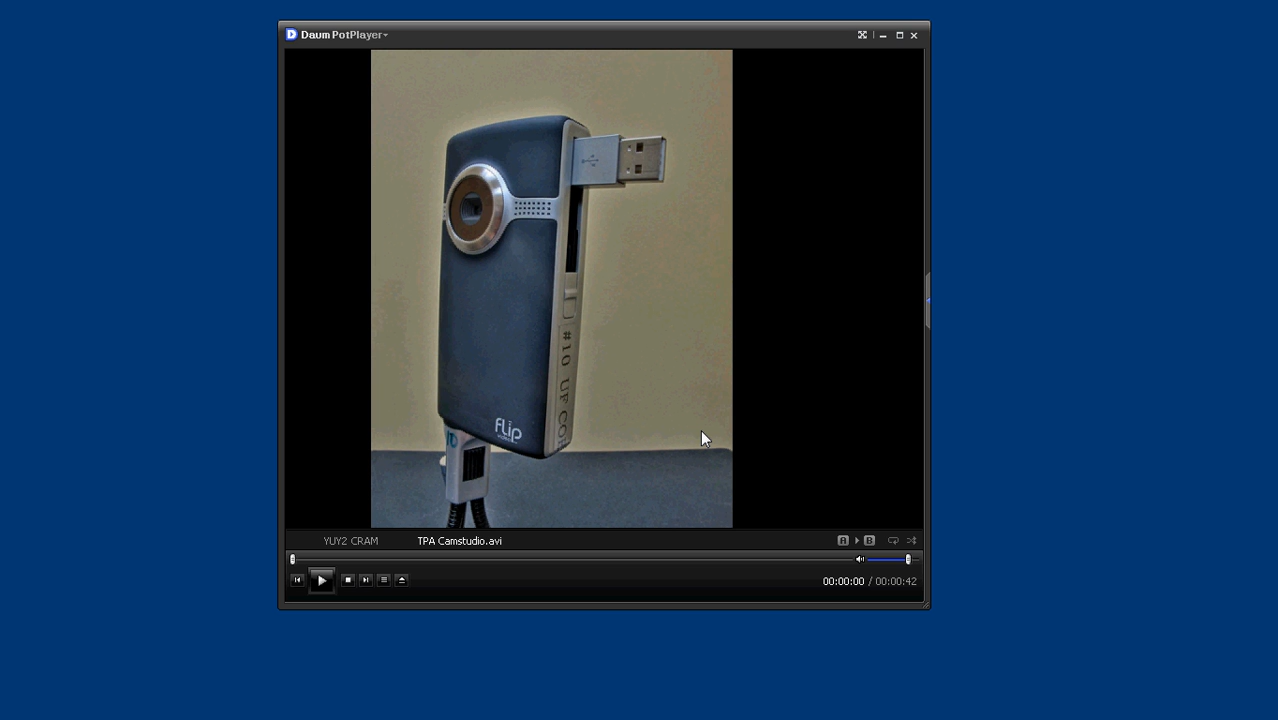 Daum PotPlayer
#10 UF CO
flip
YUY2 CRAM
TPA Camstudio.avi
A B
00:00:00 / 00:00:42